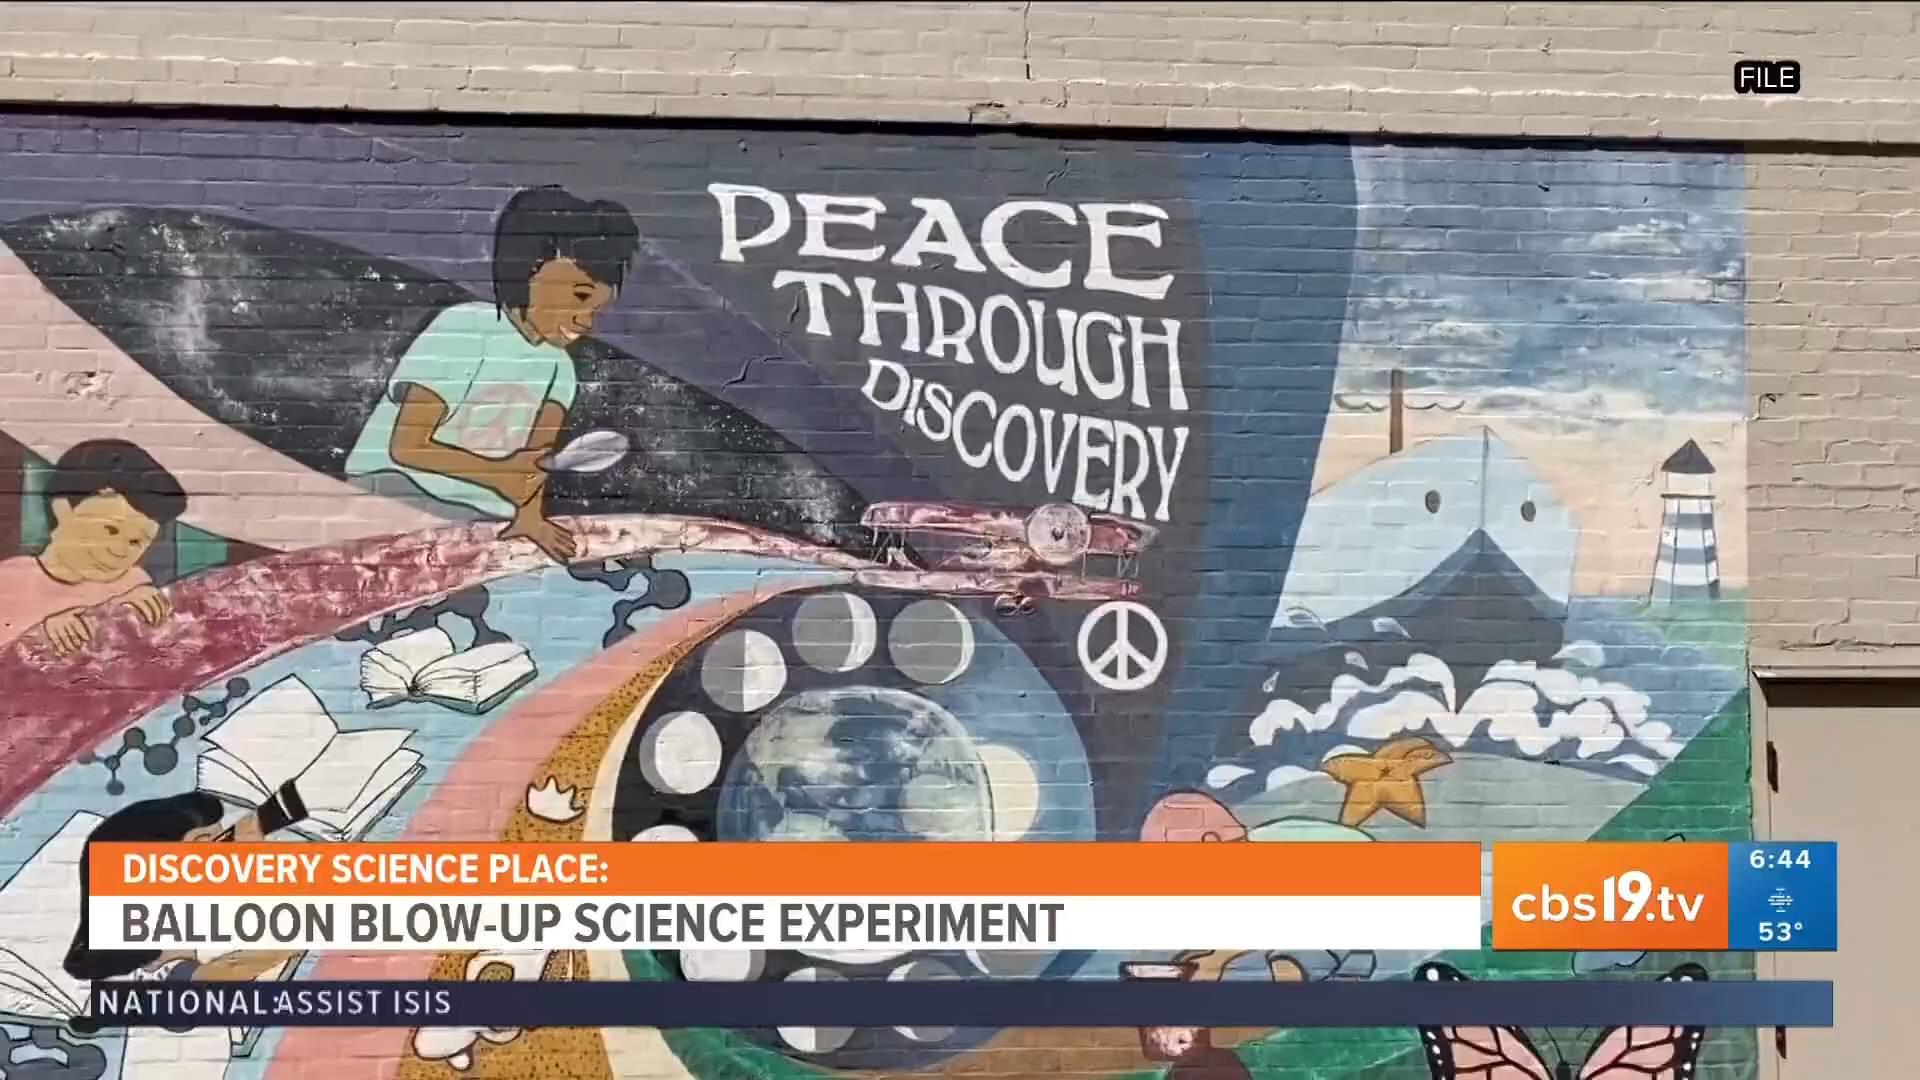 FILE
PEACE
THROUGH
DISCOVERY
DISCOVERY SCIENCE PLACE:
BALLOON BLOW-UP SCIENCE EXPERIMENT
cbs19.tv
6:44
53°
NATIONAL:ASSIST ISIS